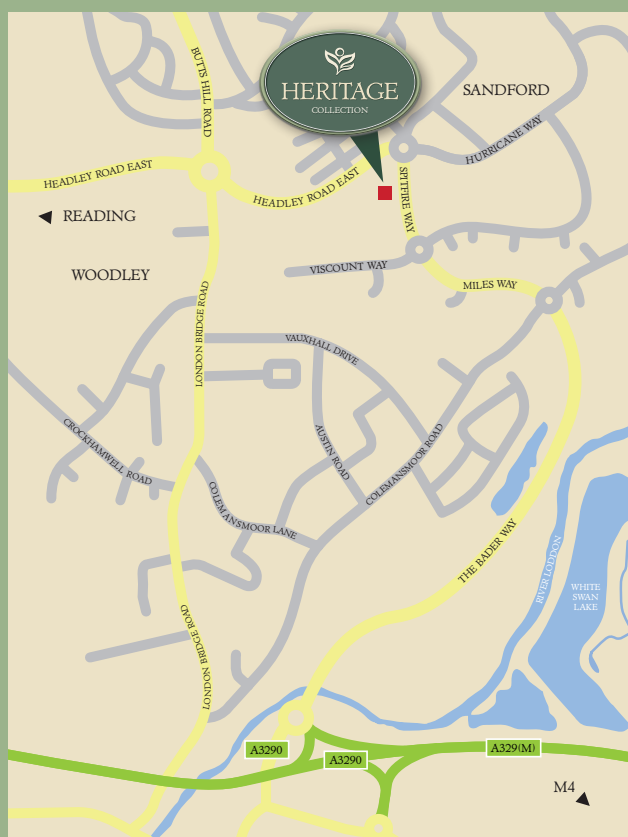 BUTTS HILL ROAD
HERITAGE
COLLECTION
SANDFORD
HURRICANE WAY
HEADLEY ROAD EAST
HEADLEY ROAD EAST
SPITFIRE WAY
READING
WOODLEY
VISCOUNT WAY
MILES WAY
LONDON BRIDGE ROAD
VAUXHALL DRIVE
CROCKHAMWELL ROAD
AUSTIN ROAD
COLEMANSMOOR ROAD
COLEMANSMOOR LANE
THE BADER WAY
RIVER LODDON
WHITE
SWAN
LAKE
LONDON BRIDGE ROAD
A3290
A3290
A329(M)
M4